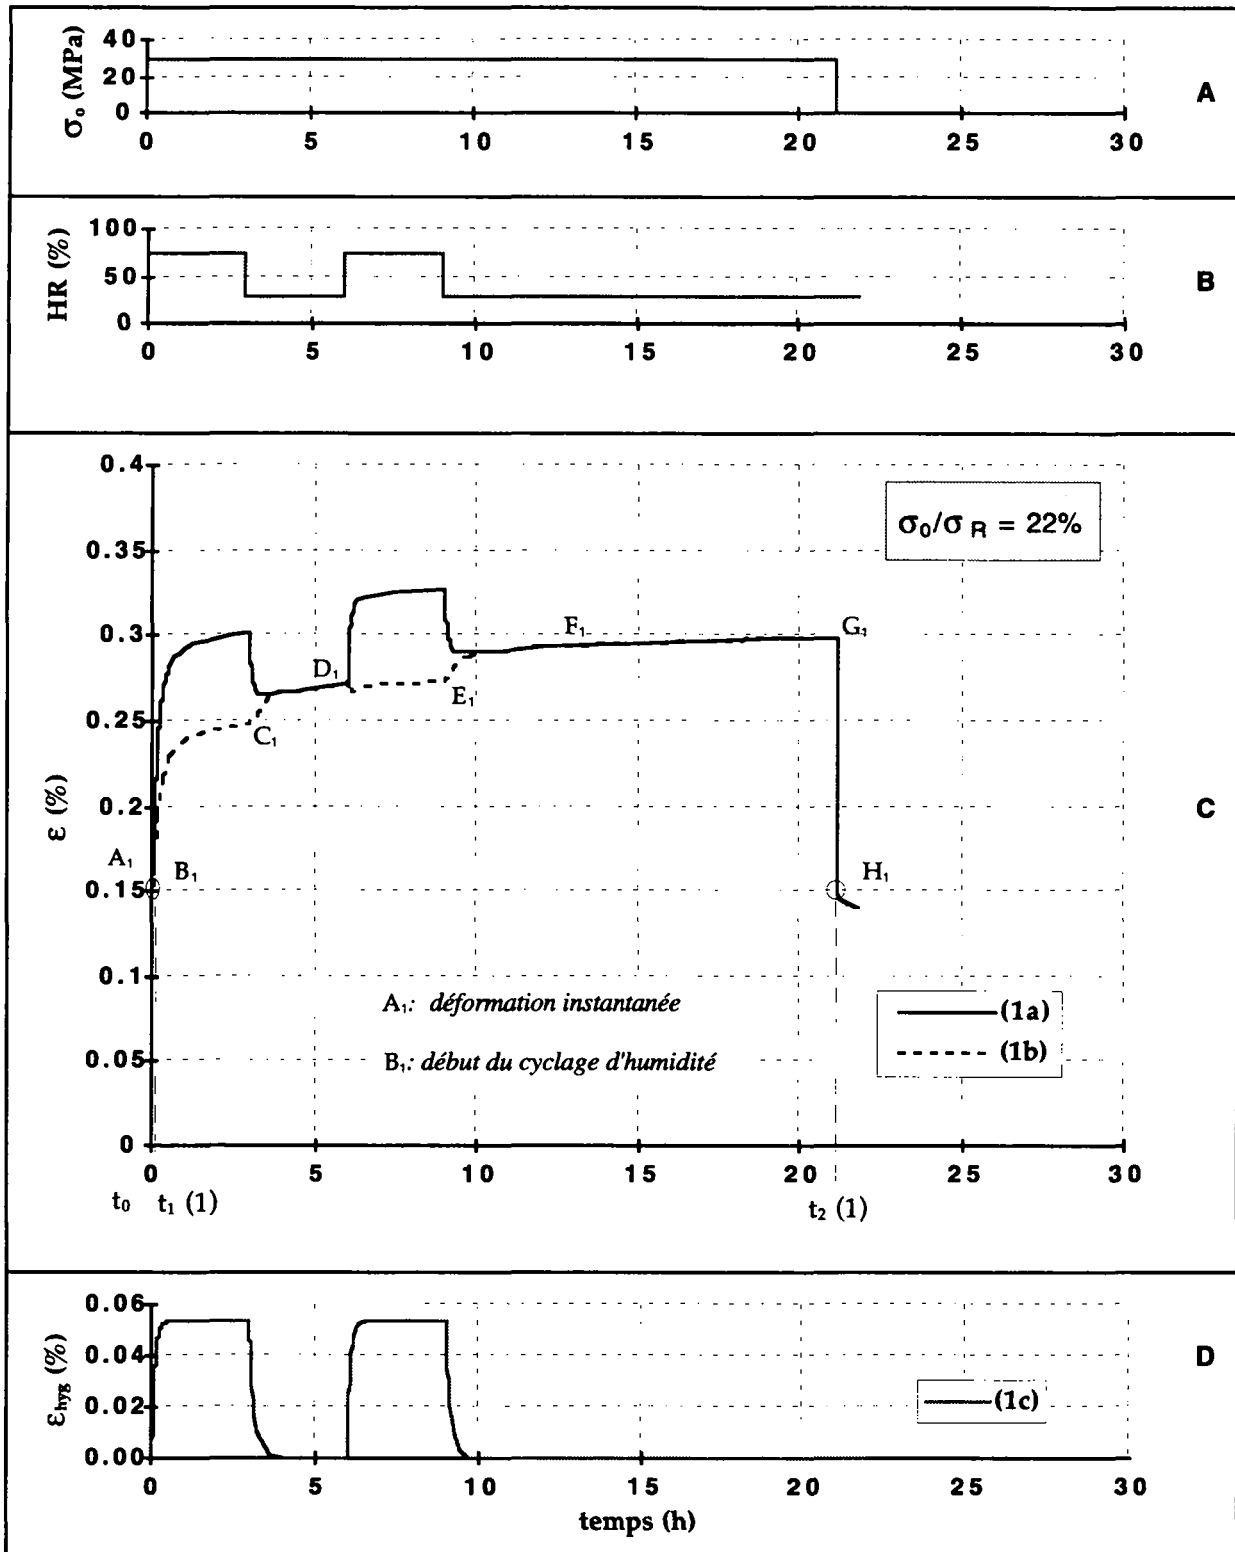 σ₀ (MPa)
40
20
0
0 5 10 15 20 25 30
A
HR (%)
100
50
0
0 5 10 15 20 25 30
B
ε (%)
0.4
0.35
0.3
0.25
0.2
0.15
0.1
0.05
0
σ₀/σ R = 22%
A₁
B₁
C₁
D₁
E₁
F₁
G₁
H₁
C
A₁: déformation instantanée
B₁: début du cyclage d'humidité
(1a)
(1b)
0 5 10 15 20 25 30
t₀ t₁ (1) t₂ (1)
εhyg (%)
0.06
0.04
0.02
0.00
(1c)
D
0 5 10 15 20 25 30
temps (h)